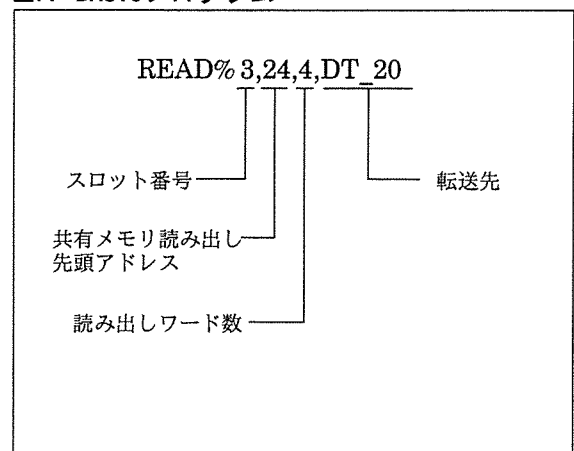 READ% 3,24,4,DT_20
スロット番号
転送先
共有メモリ読み出し
先頭アドレス
読み出しワード数